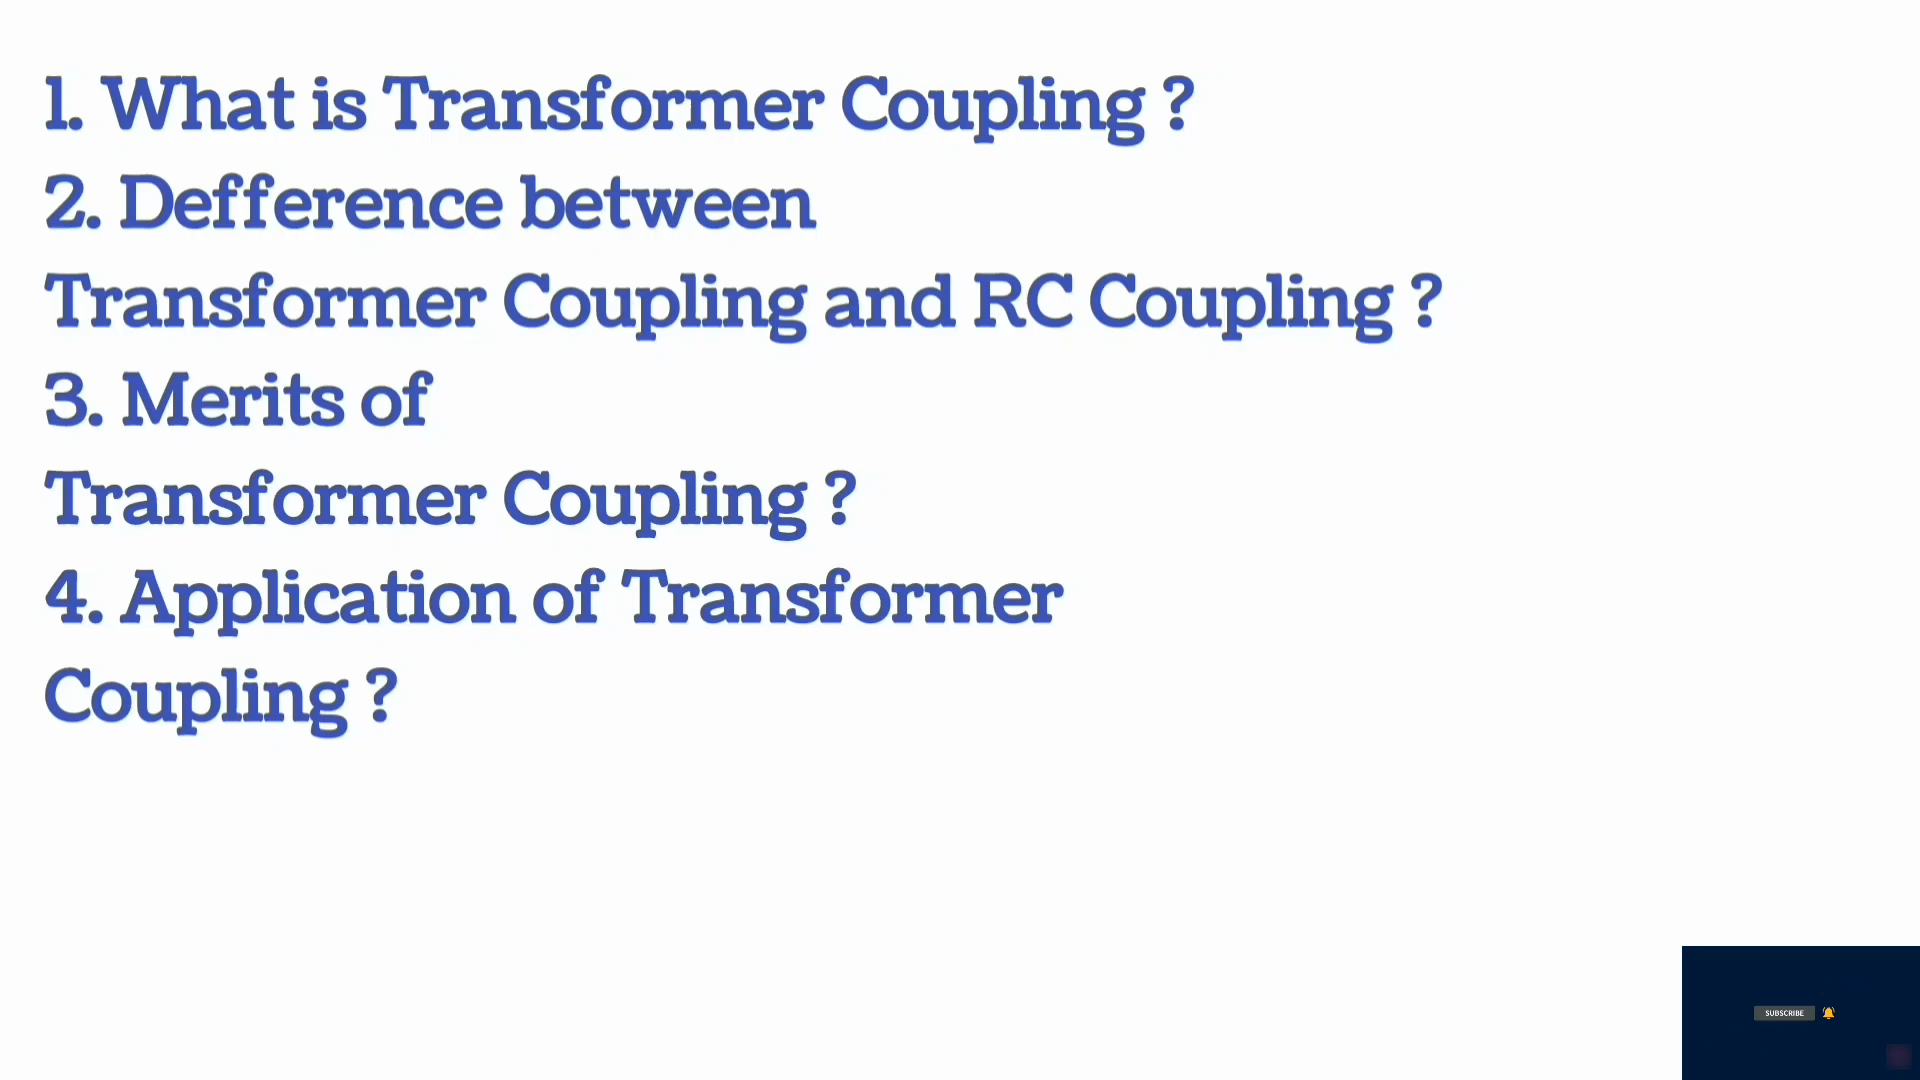 1. What is Transformer Coupling ?
2. Defference between
Transformer Coupling and RC Coupling ?
3. Merits of
Transformer Coupling ?
4. Application of Transformer
Coupling ?
SUBSCRIBE